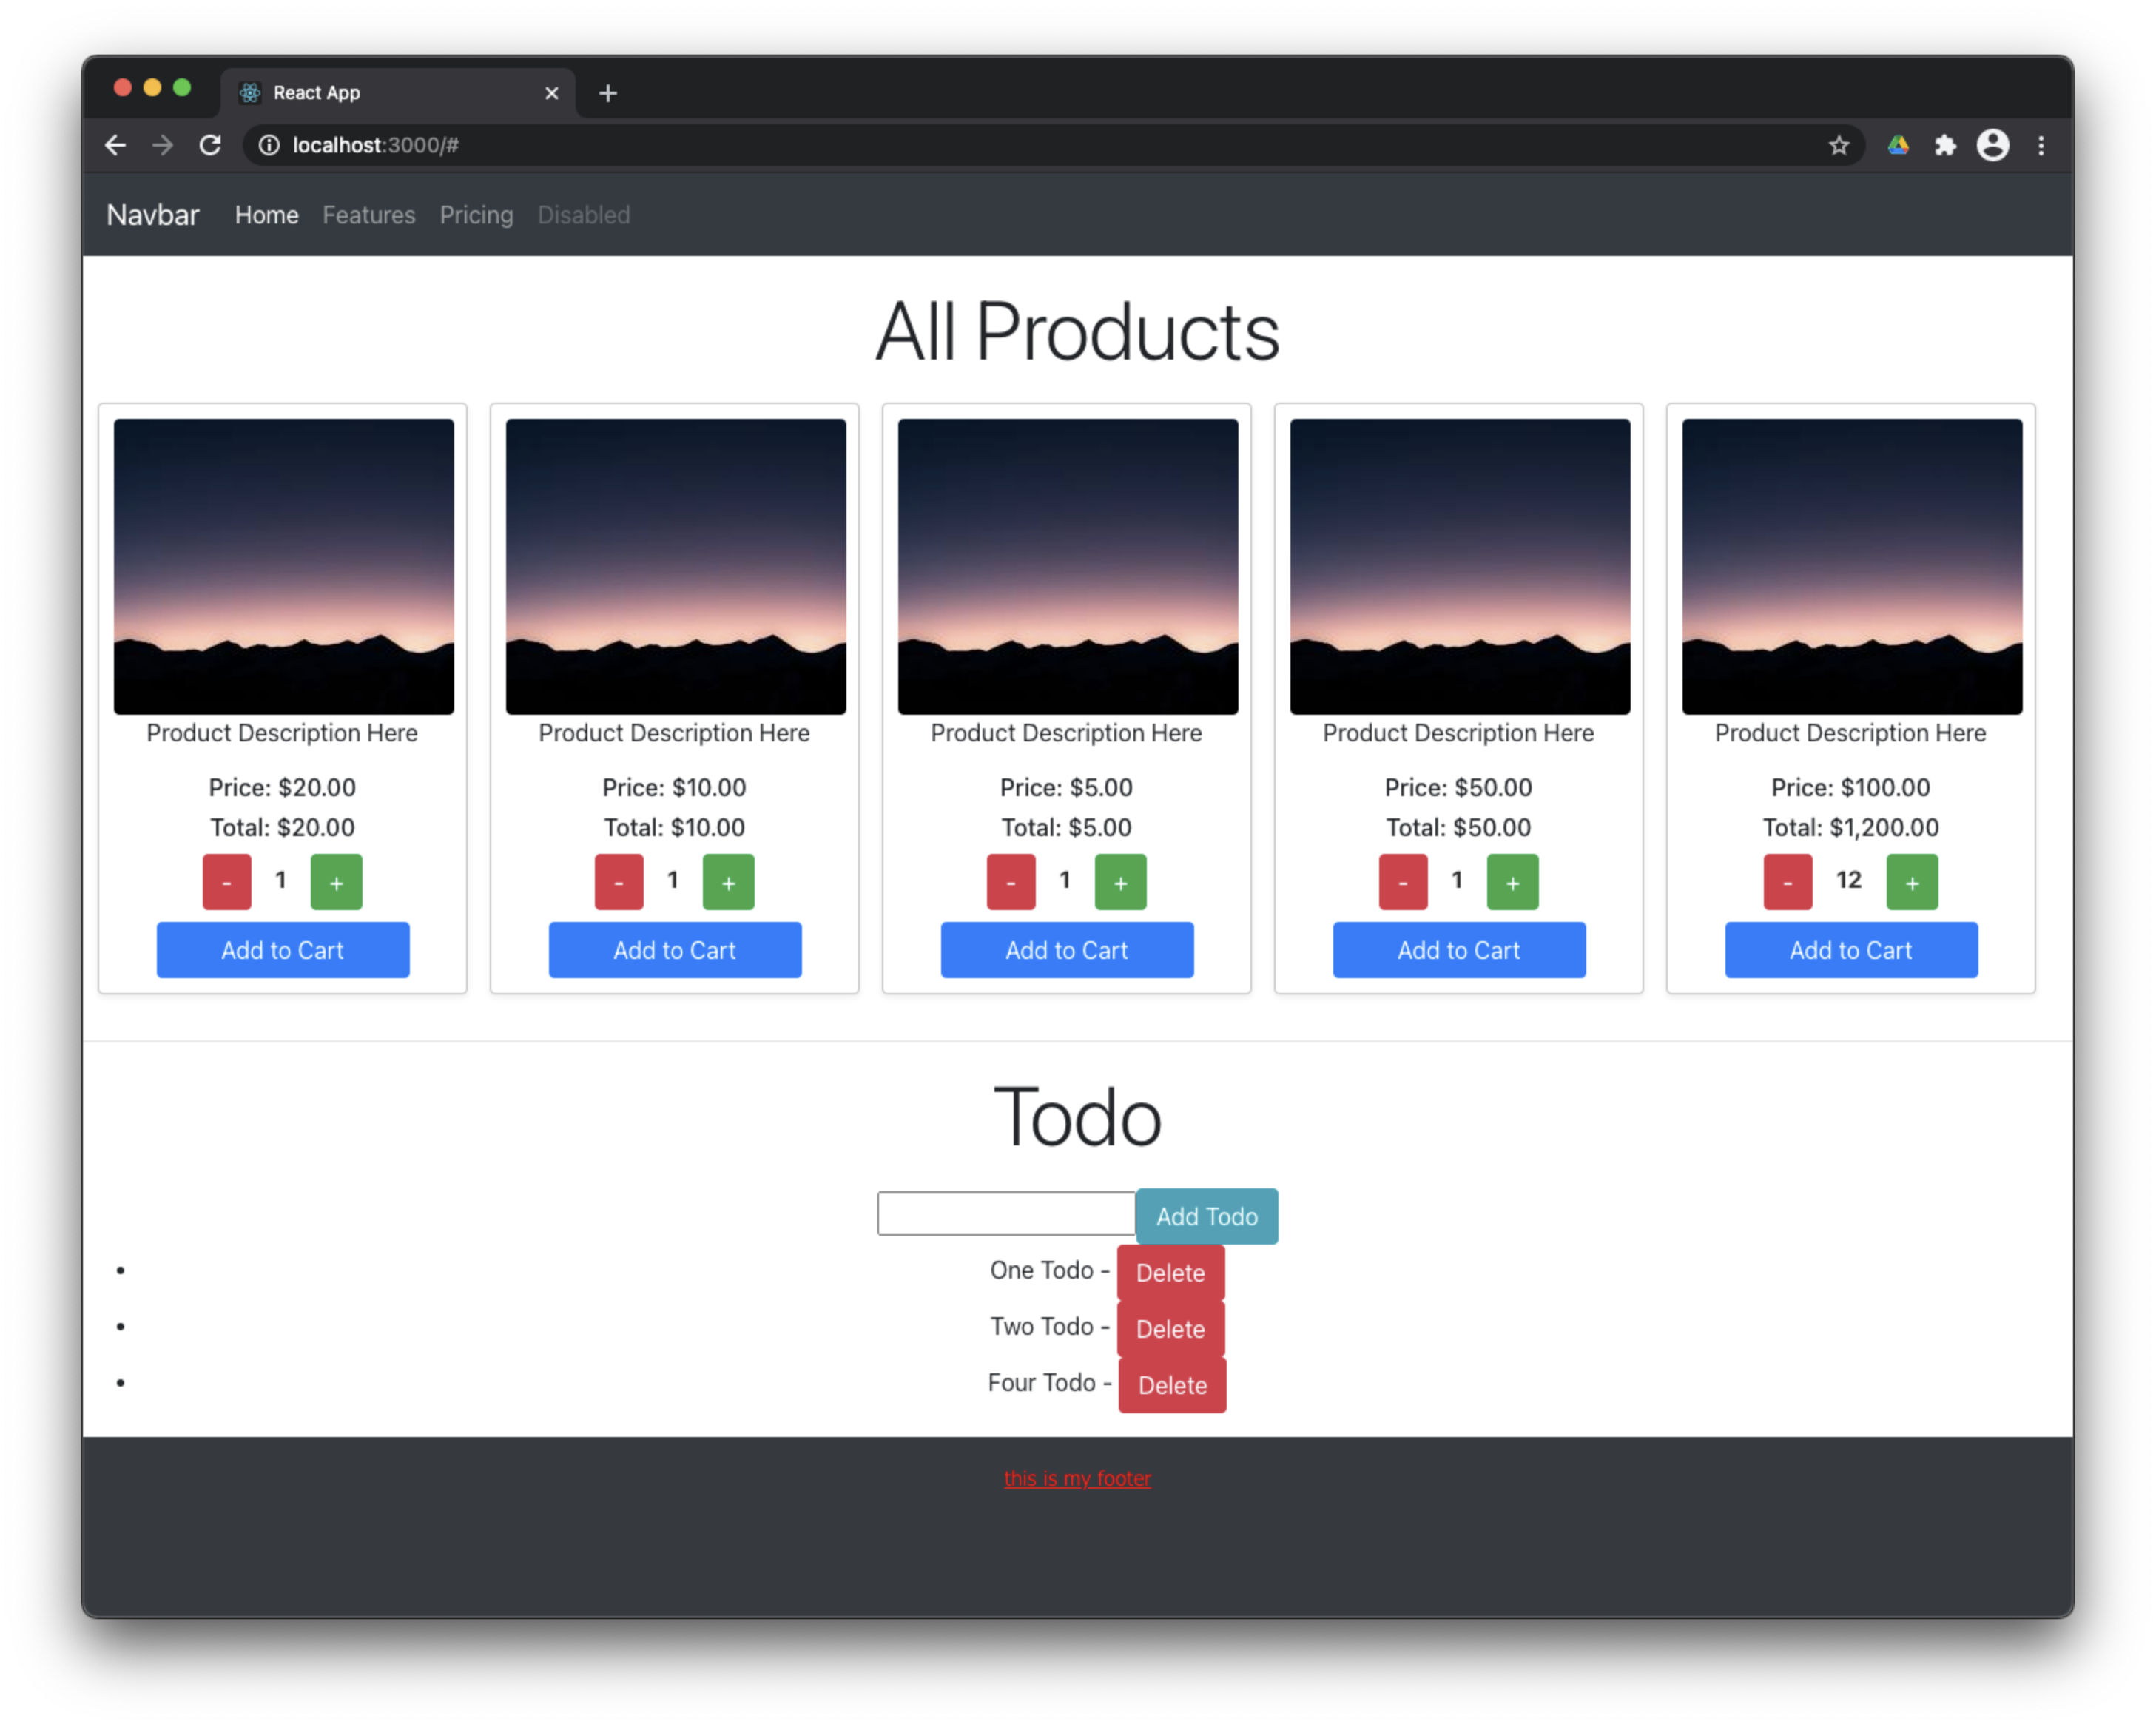 React App
localhost:3000/#
Navbar Home Features Pricing Disabled
All Products
Product Description Here Product Description Here Product Description Here Product Description Here Product Description Here
Price: $20.00 Price: $10.00 Price: $5.00 Price: $50.00 Price: $100.00
Total: $20.00 Total: $10.00 Total: $5.00 Total: $50.00 Total: $1,200.00
- 1 + - 1 + - 1 + - 1 + - 12 +
Add to Cart Add to Cart Add to Cart Add to Cart Add to Cart
Todo
Add Todo
One Todo - Delete
Two Todo - Delete
Four Todo - Delete
this is my footer